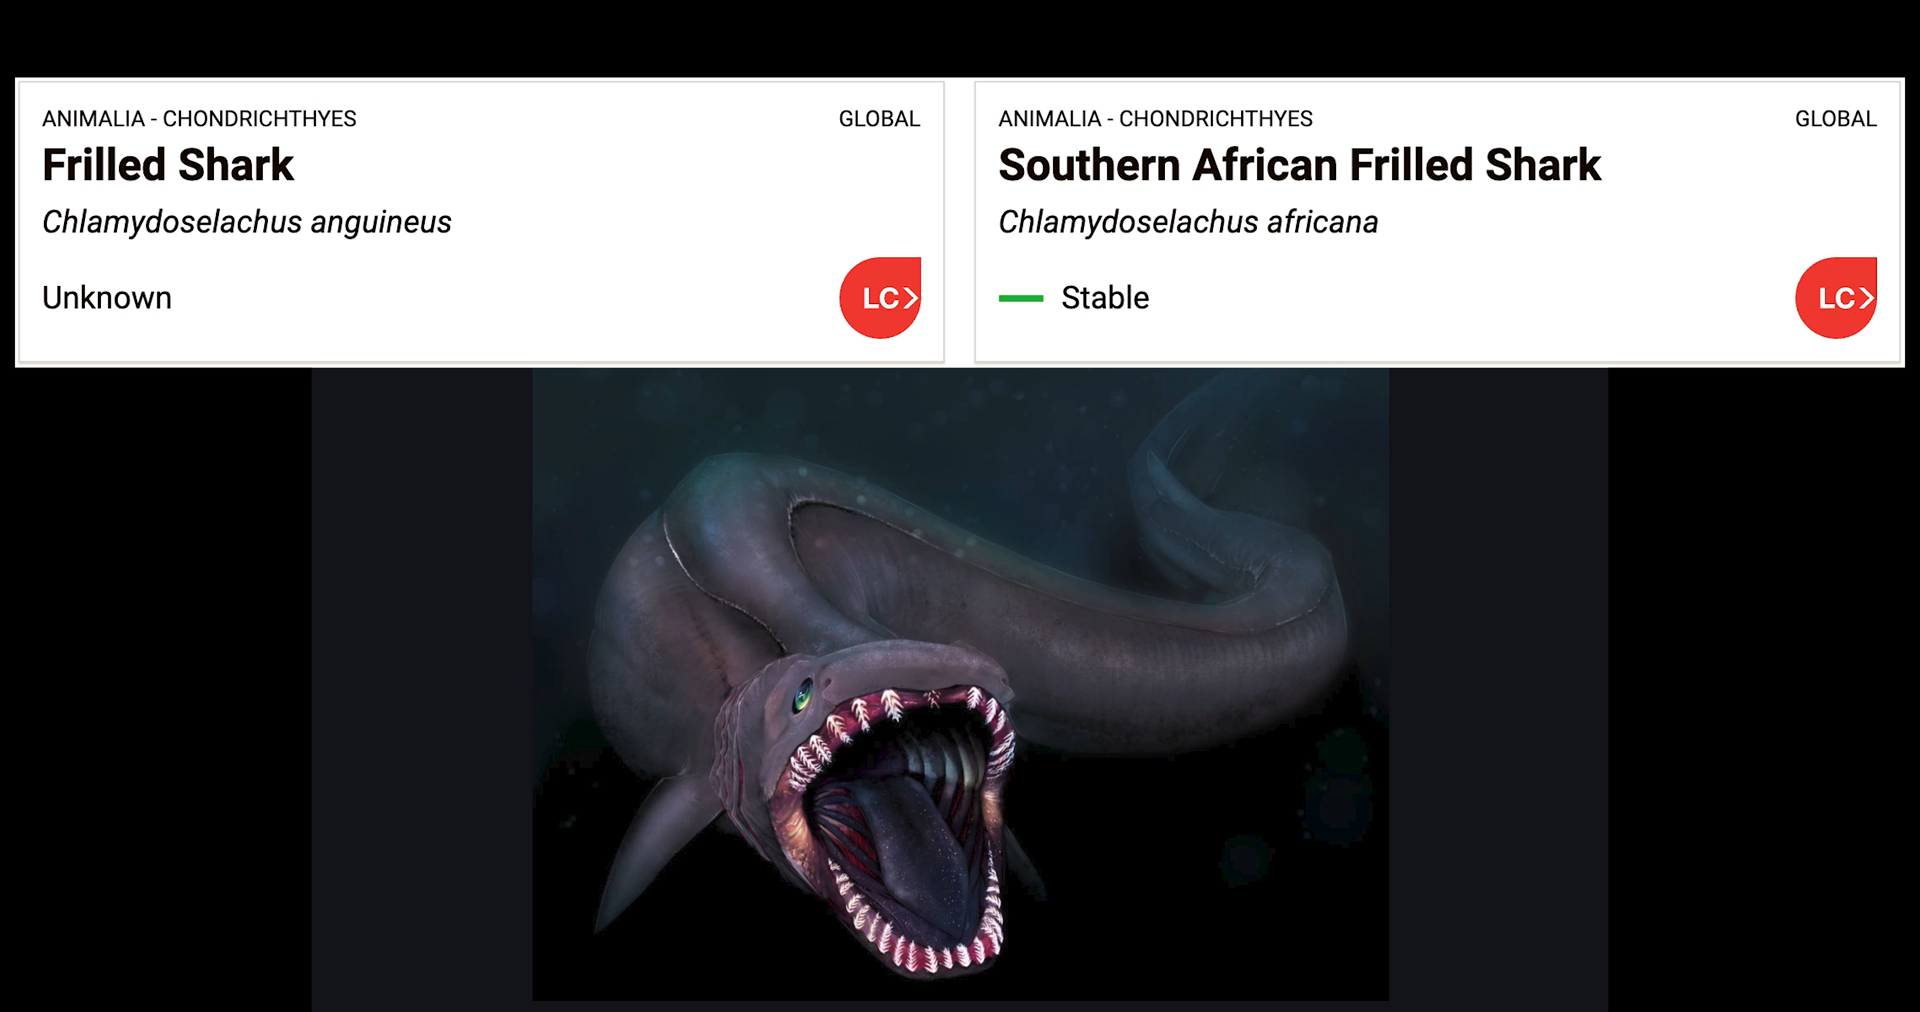 ANIMALIA - CHONDRICHTHYES
GLOBAL
Frilled Shark
Chlamydoselachus anguineus
Unknown
LC
ANIMALIA - CHONDRICHTHYES
GLOBAL
Southern African Frilled Shark
Chlamydoselachus africana
Stable
LC